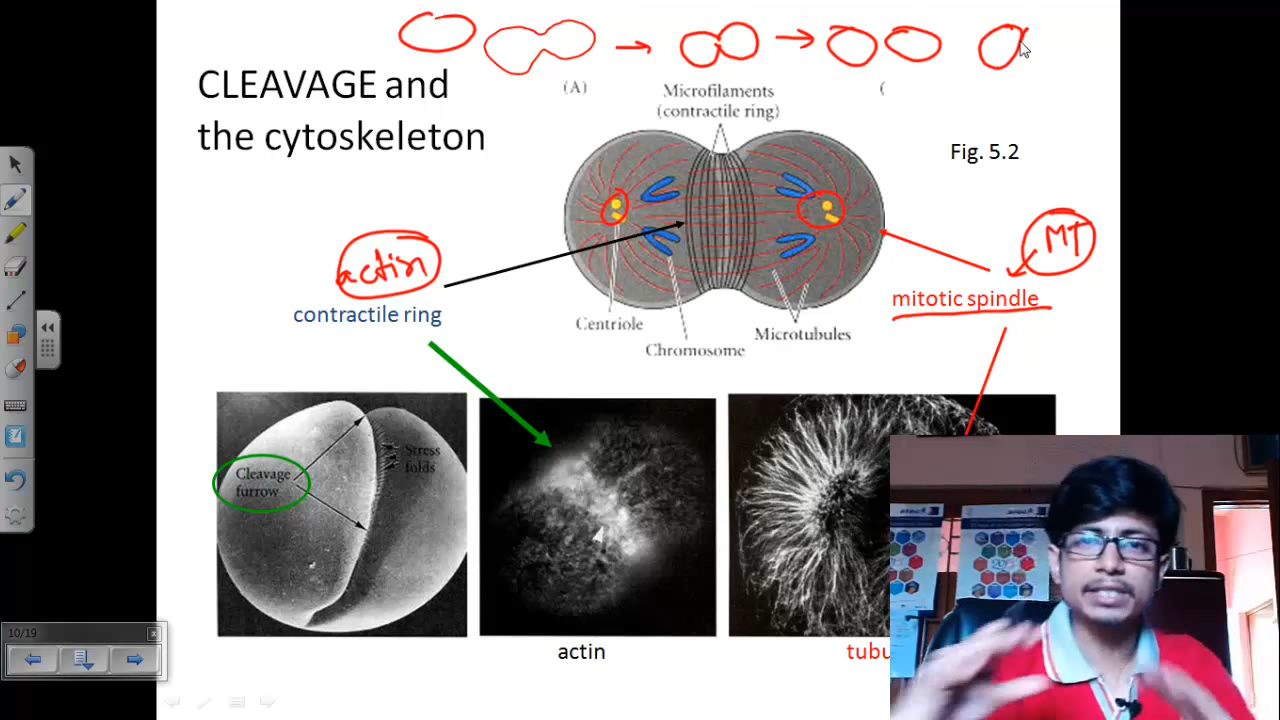 CLEAVAGE and
the cytoskeleton
(A)
(
Microfilaments
(contractile ring)
Fig. 5.2
actin
MT
contractile ring
mitotic spindle
Centriole
Chromosome
Microtubules
Cleavage
furrow
Stress
folds
actin
tubu
10/19